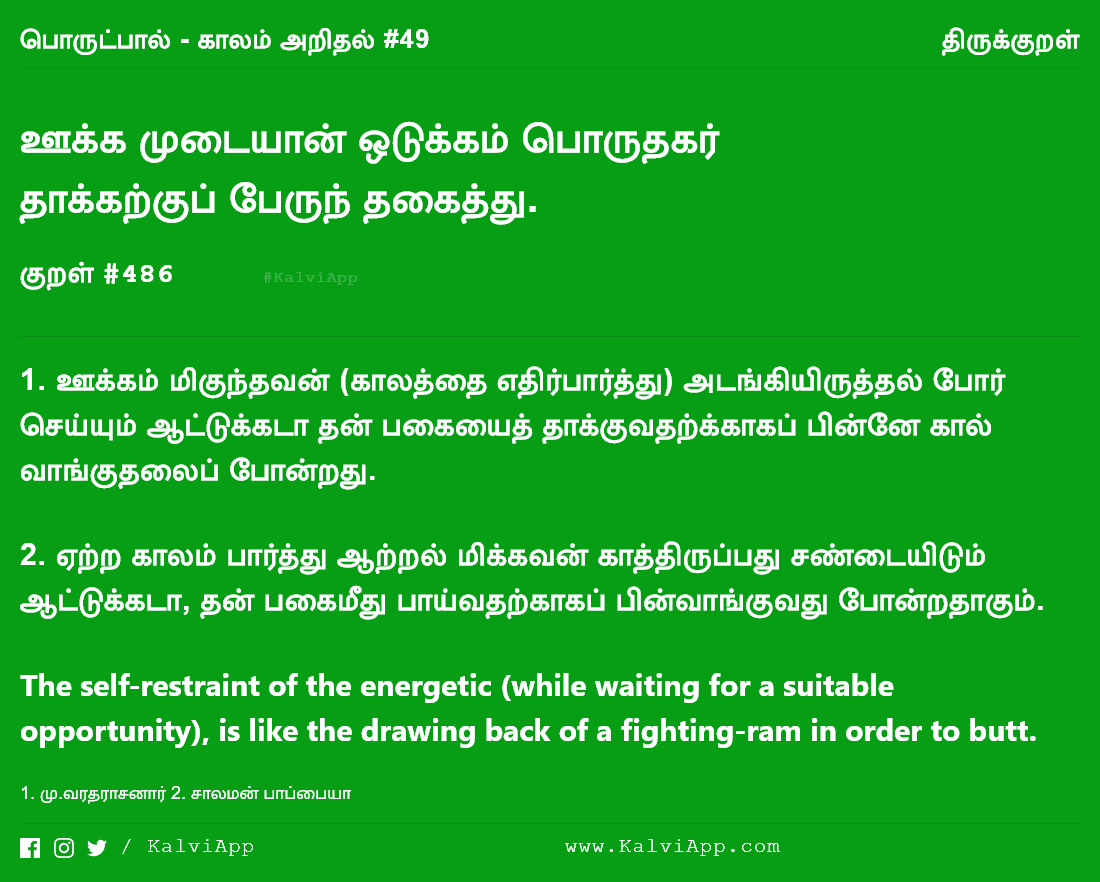 பொருட்பால் - காலம் அறிதல் #49 திருக்குறள்
ஊக்க முடையான் ஒடுக்கம் பொருதகர்
தாக்கற்குப் பேருந் தகைத்து.
குறள் #486 #KalviApp
1. ஊக்கம் மிகுந்தவன் (காலத்தை எதிர்பார்த்து) அடங்கியிருத்தல் போர்
செய்யும் ஆட்டுக்கடா தன் பகையைத் தாக்குவதற்க்காகப் பின்னே கால்
வாங்குதலைப் போன்றது.
2. ஏற்ற காலம் பார்த்து ஆற்றல் மிக்கவன் காத்திருப்பது சண்டையிடும்
ஆட்டுக்கடா, தன் பகைமீது பாய்வதற்காகப் பின்வாங்குவது போன்றதாகும்.
The self-restraint of the energetic (while waiting for a suitable
opportunity), is like the drawing back of a fighting-ram in order to butt.
1. மு.வரதராசனார் 2. சாலமன் பாப்பையா
/ KalviApp www.KalviApp.com